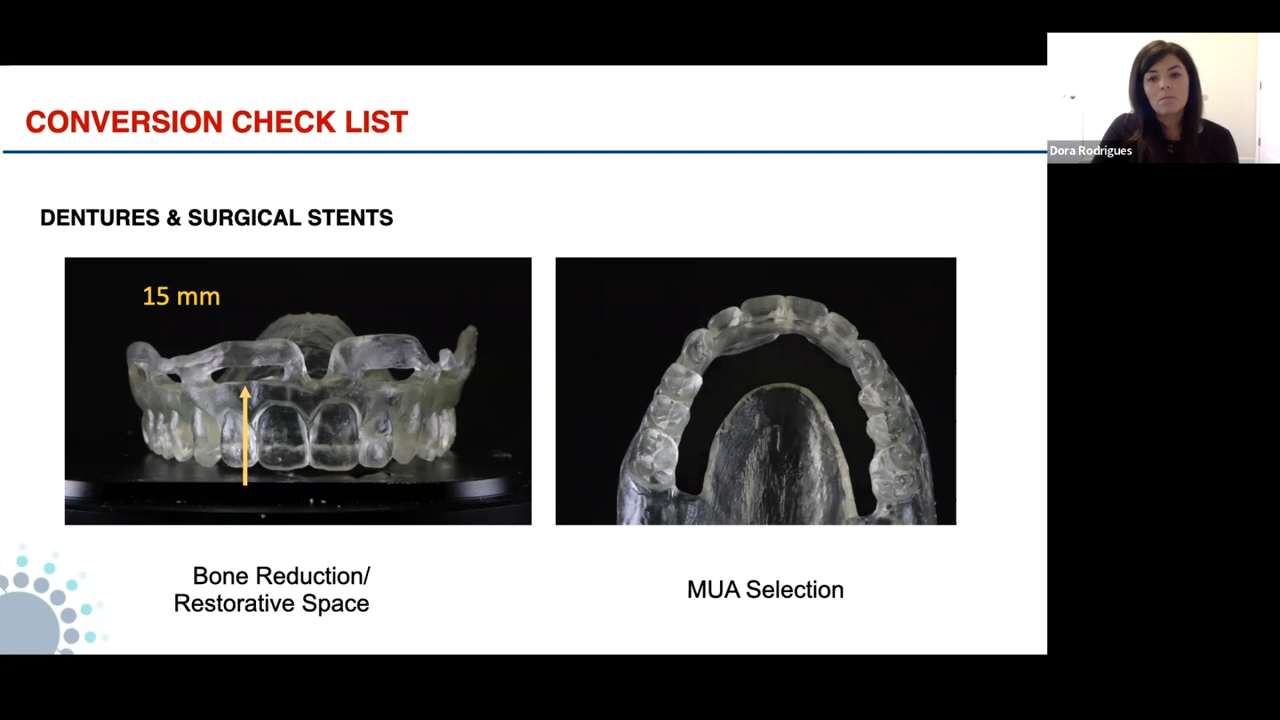 CONVERSION CHECK LIST
Dora Rodrigues
DENTURES & SURGICAL STENTS
15 mm
Bone Reduction/
Restorative Space
MUA Selection